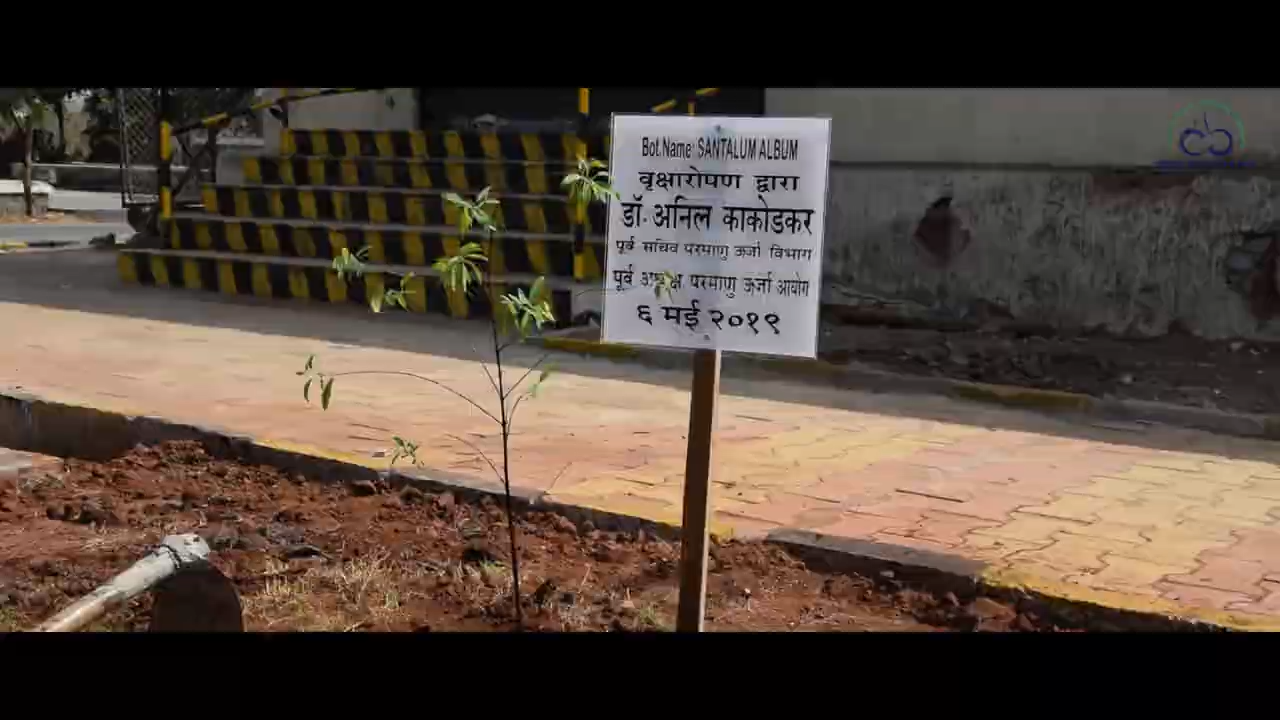 Bot.Name: SANTALUM ALBUM
वृक्षारोपण द्वारा
डॉ. अनिल काकोडकर
पूर्व सचिव परमाणु ऊर्जा विभाग
पूर्व अध्यक्ष परमाणु ऊर्जा आयोग
६ मई २०१९